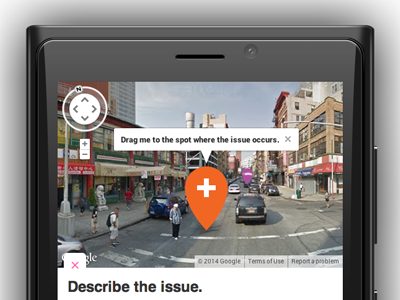 N
+
−
Drag me to the spot where the issue occurs. ×
Google
© 2014 Google | Terms of Use | Report a problem
Describe the issue.